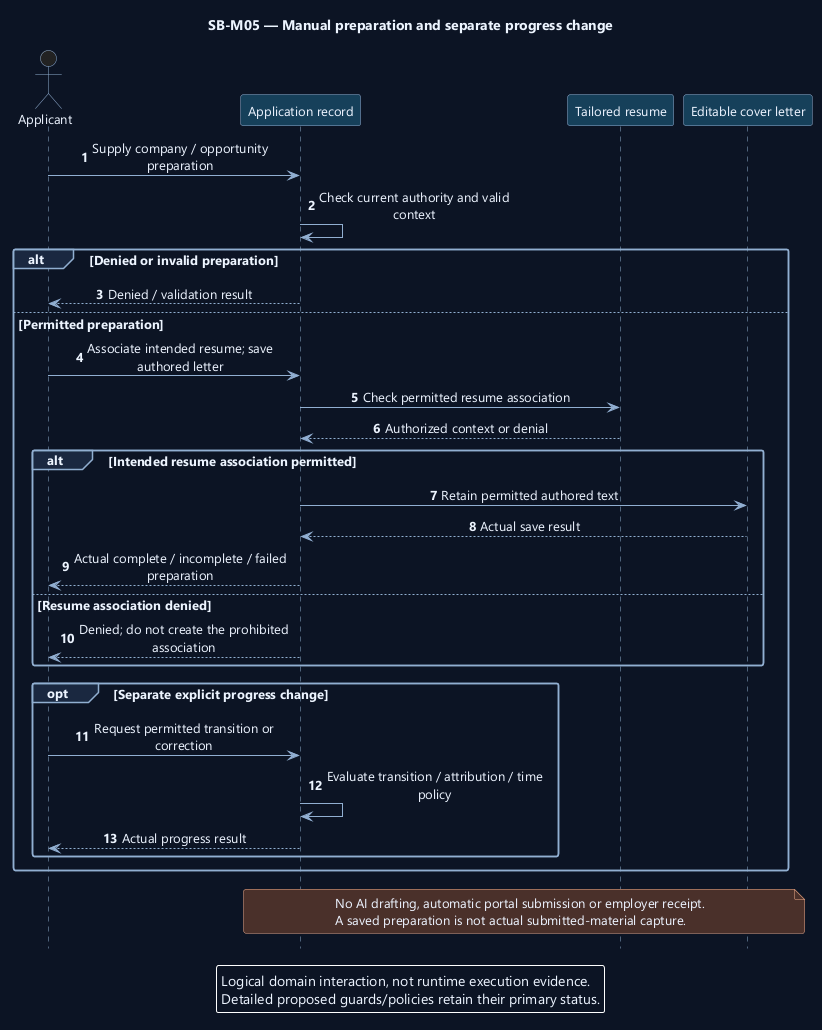 SB-M05 — Manual preparation and separate progress change
Applicant
Application record
Tailored resume
Editable cover letter
1 Supply company / opportunity
preparation
2 Check current authority and valid
context
alt [Denied or invalid preparation]
3 Denied / validation result
[Permitted preparation]
4 Associate intended resume; save
authored letter
5 Check permitted resume association
6 Authorized context or denial
alt [Intended resume association permitted]
7 Retain permitted authored text
8 Actual save result
9 Actual complete / incomplete / failed
preparation
[Resume association denied]
10 Denied; do not create the prohibited
association
opt [Separate explicit progress change]
11 Request permitted transition or
correction
12 Evaluate transition / attribution / time
policy
13 Actual progress result
No AI drafting, automatic portal submission or employer receipt.
A saved preparation is not actual submitted-material capture.
Logical domain interaction, not runtime execution evidence.
Detailed proposed guards/policies retain their primary status.